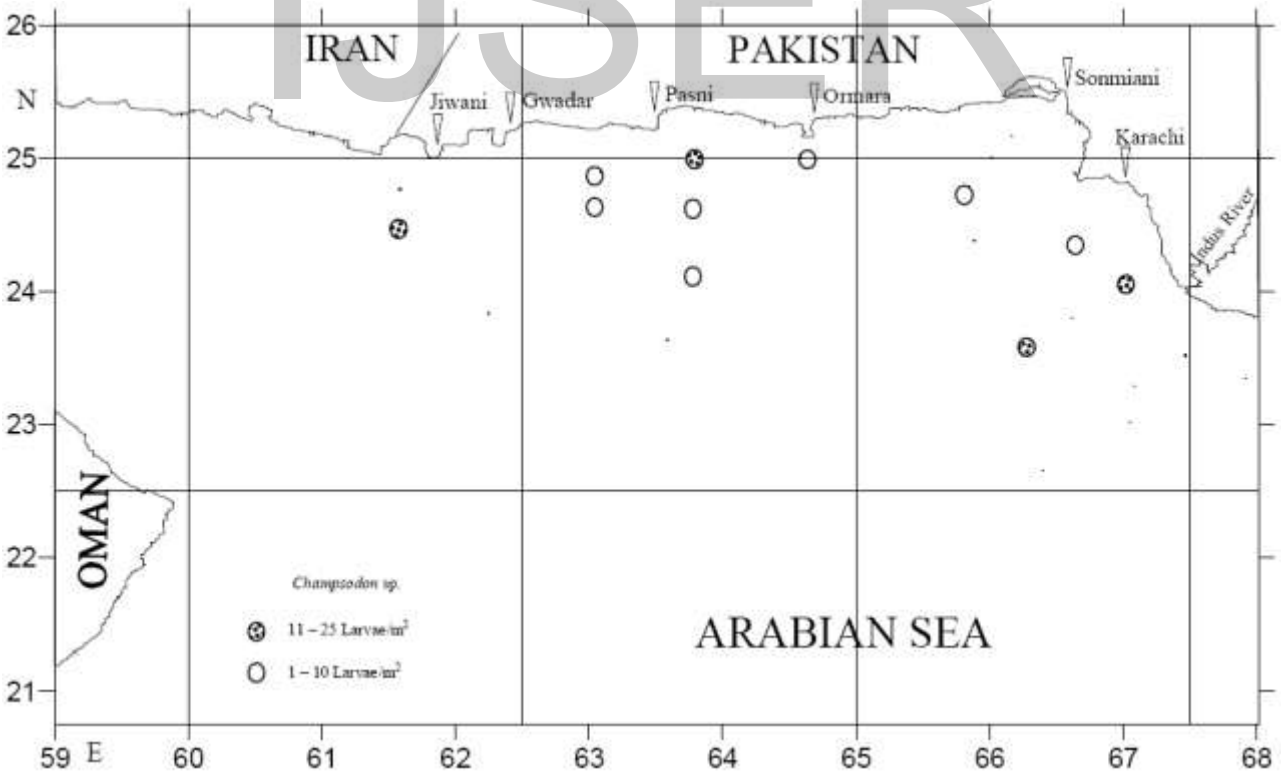 IJSER
26
IRAN
PAKISTAN
Sonmiani
N
Jiwani
Gwadar
Pasni
Ormara
Karachi
25
Indus River
24
23
OMAN
22
Champsodon sp.
11 – 25 Larvae/m²
ARABIAN SEA
1 – 10 Larvae/m²
21
59 E 60 61 62 63 64 65 66 67 68